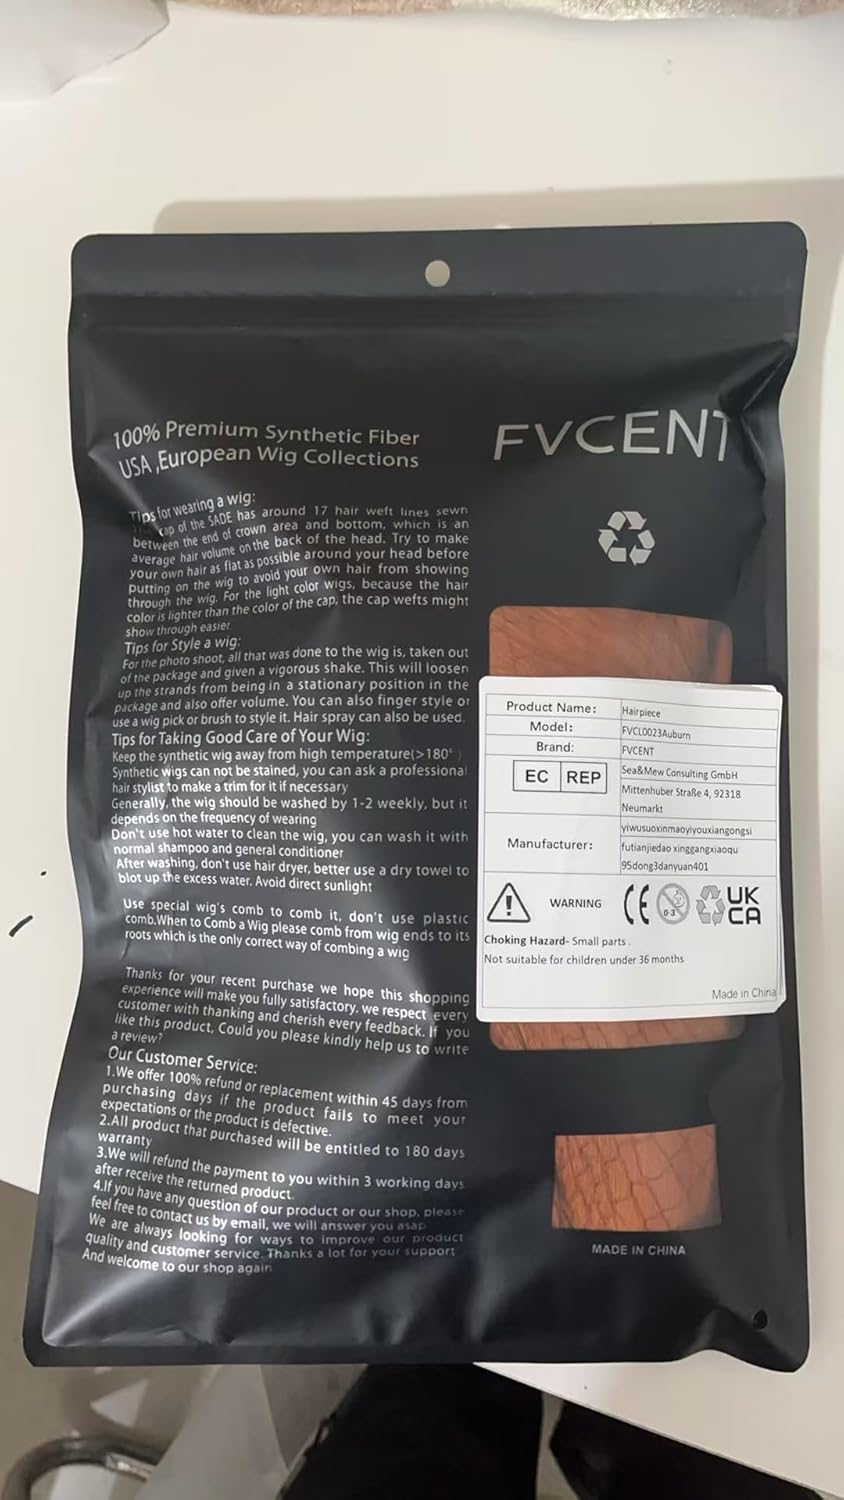 100% Premium Synthetic Fiber
USA ,European Wig Collections
Tips for wearing a wig:
cap of the SADE has around 17 hair weft lines sewn
between the end of crown area and bottom, which is an
average hair volume on the back of the head. Try to make
your own hair as flat as possible around your head before
putting on the wig to avoid your own hair from showing
through the wig. For the light color wigs, because the hair
color is lighter than the color of the cap, the cap wefts might
show through easier
Tips for Style a wig:
For the photo shoot, all that was done to the wig is, taken out
of the package and given a vigorous shake. This will loosen
up the strands from being in a stationary position in the
package and also offer volume. You can also finger style or
use a wig pick or brush to style it. Hair spray can also be used.
Tips for Taking Good Care of Your Wig:
Keep the synthetic wig away from high temperature(>180° )
Synthetic wigs can not be stained, you can ask a professional
hair stylist to make a trim for it if necessary
Generally, the wig should be washed by 1-2 weekly, but it
depends on the frequency of wearing
Don't use hot water to clean the wig, you can wash it with
normal shampoo and general conditioner
After washing, don't use hair dryer, better use a dry towel to
blot up the excess water. Avoid direct sunlight
Use special wig's comb to comb it, don't use plastic
comb.When to Comb a Wig please comb from wig ends to its
roots which is the only correct way of combing a wig
Thanks for your recent purchase we hope this shopping
experience will make you fully satisfactory. we respect every
customer with thanking and cherish every feedback. If you
like this product, Could you please kindly help us to write
a review?
Our Customer Service:
1.We offer 100% refund or replacement within 45 days from
purchasing days if the product fails to meet your
expectations or the product is defective.
2.All product that purchased will be entitled to 180 days
warranty
3.We will refund the payment to you within 3 working days
after receive the returned product.
4.If you have any question of our product or our shop, please
feel free to contact us by email, we will answer you asap
We are always looking for ways to improve our product
quality and customer service. Thanks a lot for your support
And welcome to our shop again
FVCENT
Product Name: Hairpiece
Model: FVCL0023Auburn
Brand: FVCENT
EC REP
Sea&Mew Consulting GmbH
Mittenhuber Straße 4, 92318
Neumarkt
Manufacturer:
yiwusuoxinmaoyiyouxiangongsi
futianjiedao xinggangxiaoqu
95dong3danyuan401
WARNING CE 0-3 UK
CA
Choking Hazard- Small parts .
Not suitable for children under 36 months
Made in China
MADE IN CHINA